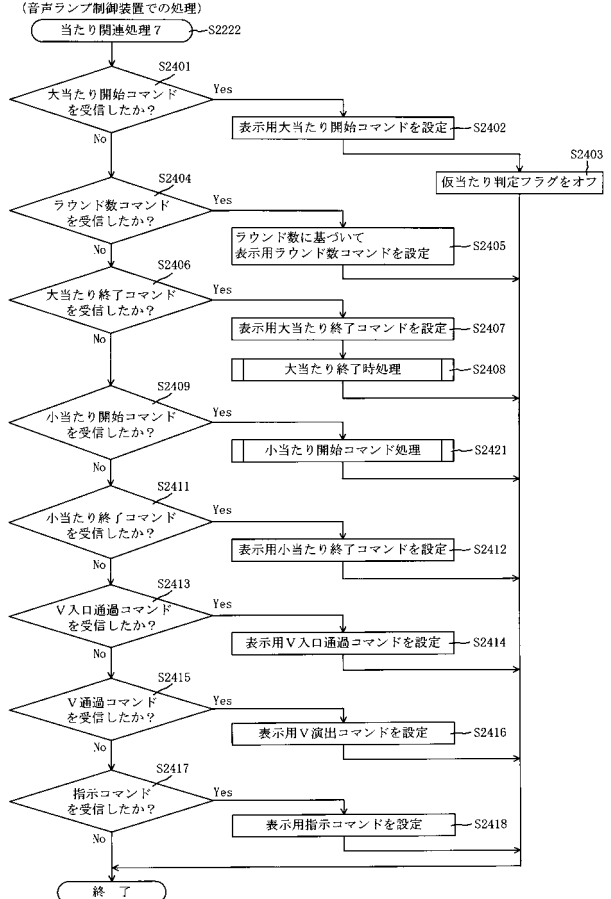 (音声ランプ制御装置での処理)
当たり関連処理7
S2222
S2401
大当たり開始コマンド
を受信したか?
Yes
No
表示用大当たり開始コマンドを設定
S2402
S2403
仮当たり判定フラグをオフ
S2404
ラウンド数コマンド
を受信したか?
Yes
No
ラウンド数に基づいて
表示用ラウンド数コマンドを設定
S2405
S2406
大当たり終了コマンド
を受信したか?
Yes
No
表示用大当たり終了コマンドを設定
S2407
大当たり終了時処理
S2408
S2409
小当たり開始コマンド
を受信したか?
Yes
No
小当たり開始コマンド処理
S2421
S2411
小当たり終了コマンド
を受信したか?
Yes
No
表示用小当たり終了コマンドを設定
S2412
S2413
V入口通過コマンド
を受信したか?
Yes
No
表示用V入口通過コマンドを設定
S2414
S2415
V通過コマンド
を受信したか?
Yes
No
表示用V演出コマンドを設定
S2416
S2417
指示コマンド
を受信したか?
Yes
No
表示用指示コマンドを設定
S2418
終 了